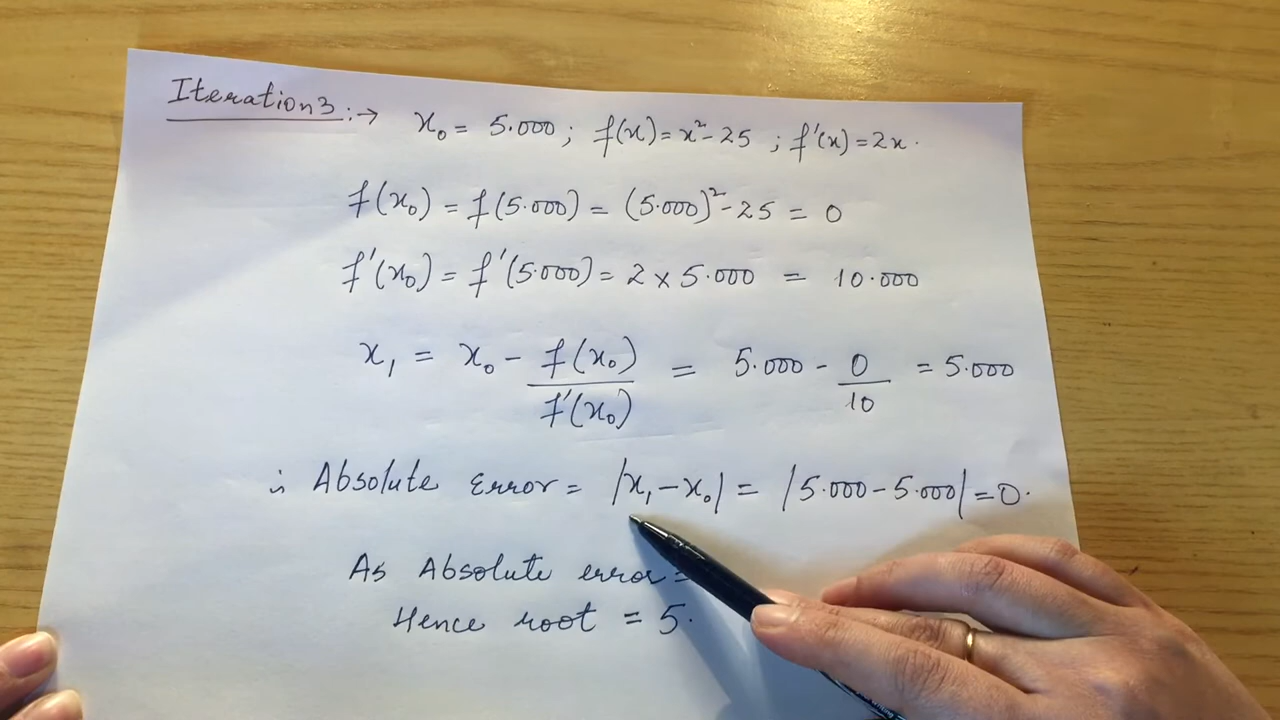 Iteration 3 :→ x₀ = 5.000 ; f(x) = x² - 25 ; f'(x) = 2x.
f(x₀) = f(5.000) = (5.000)² - 25 = 0
f'(x₀) = f'(5.000) = 2 × 5.000 = 10.000
x₁ = x₀ - f(x₀)/f'(x₀) = 5.000 - 0/10 = 5.000
∴ Absolute Error = |x₁ - x₀| = |5.000 - 5.000| = 0.
As Absolute error =
Hence root = 5.